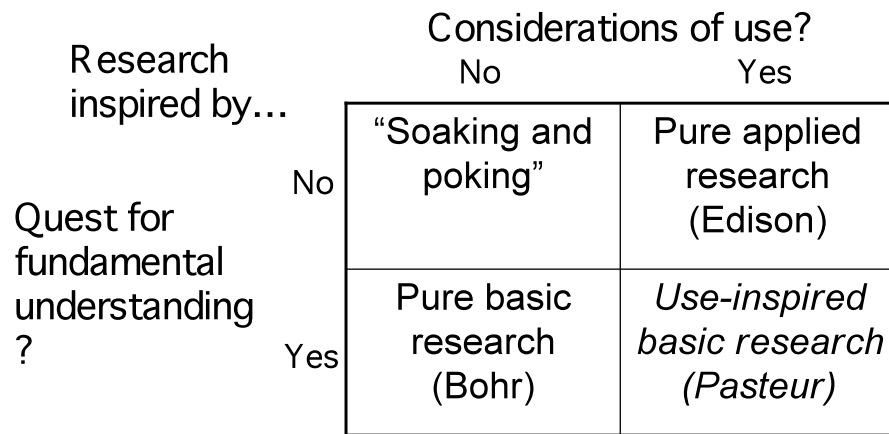 Considerations of use?
Research
inspired by...
No
Yes
No
“Soaking and
poking”
Pure applied
research
(Edison)
Quest for
fundamental
understanding
?
Yes
Pure basic
research
(Bohr)
Use-inspired
basic research
(Pasteur)